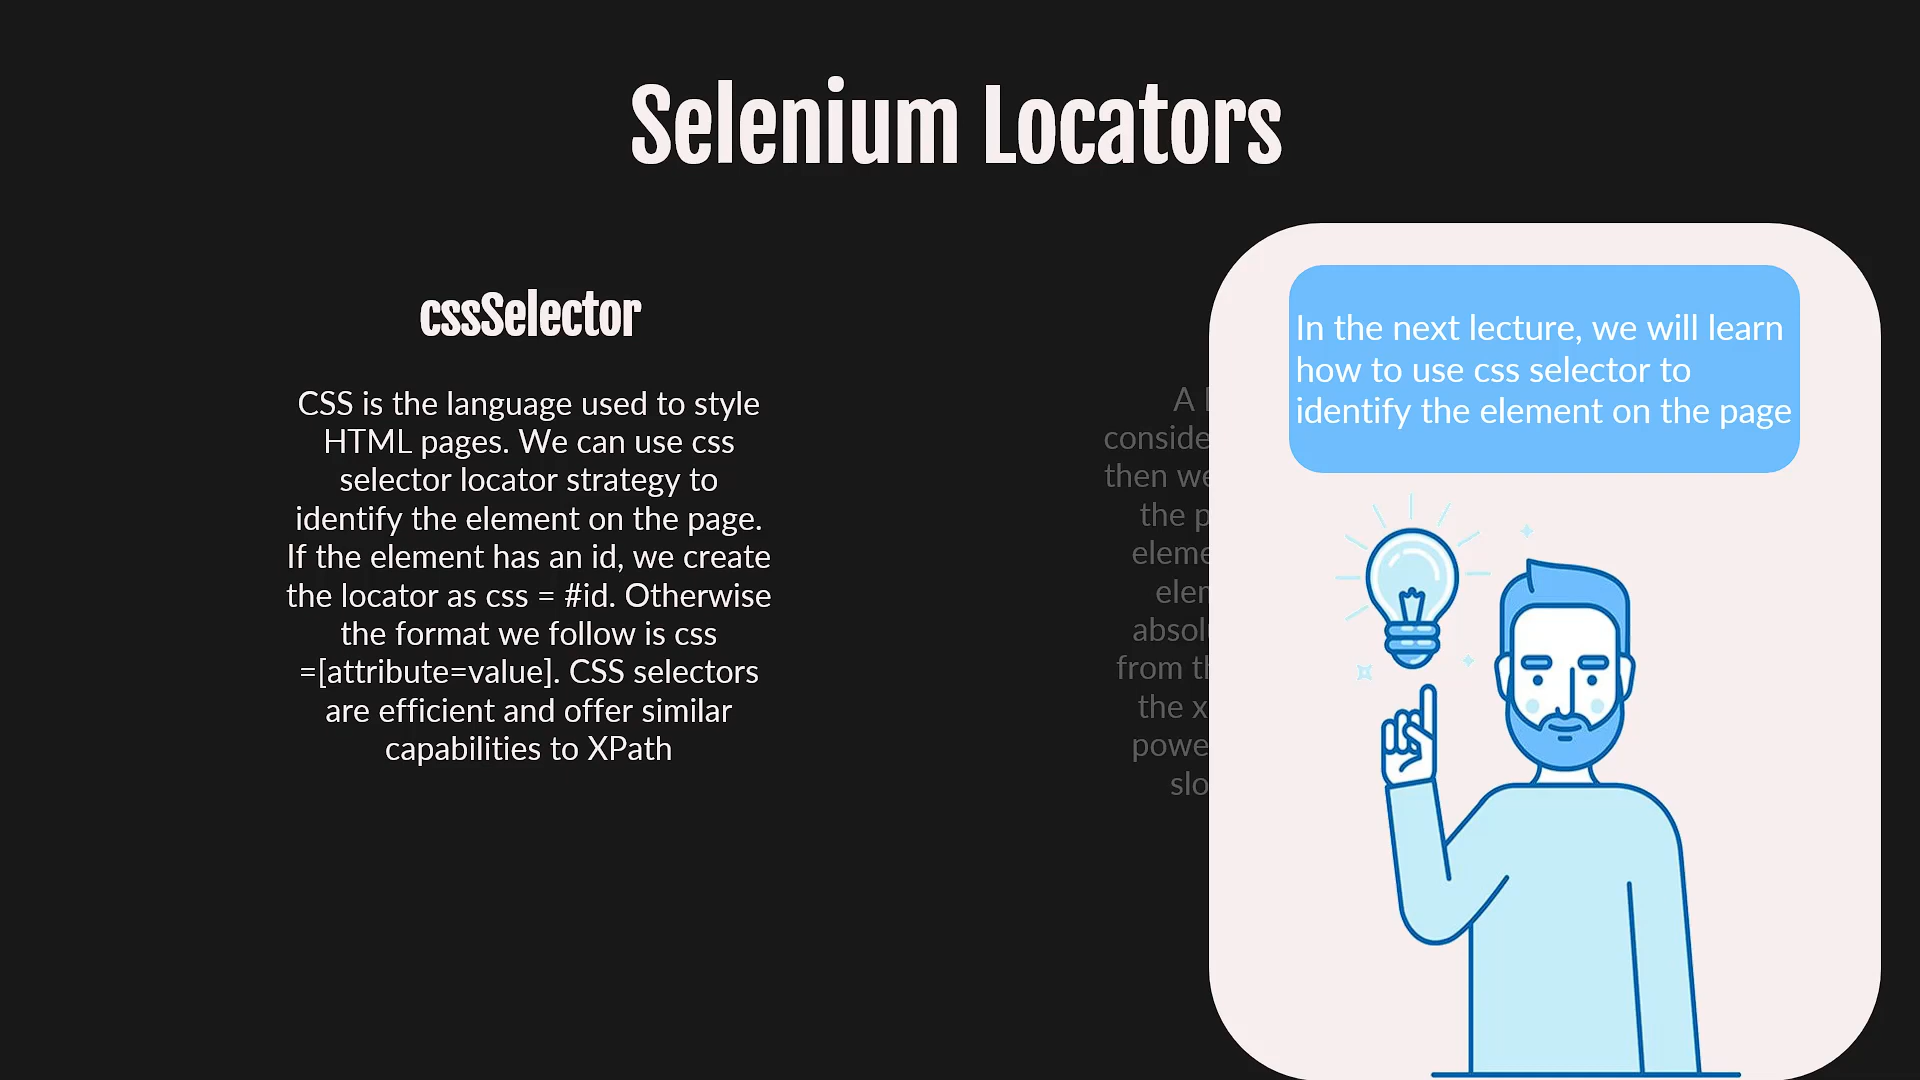 Selenium Locators
cssSelector
CSS is the language used to style
HTML pages. We can use css
selector locator strategy to
identify the element on the page.
If the element has an id, we create
the locator as css = #id. Otherwise
the format we follow is css
=[attribute=value]. CSS selectors
are efficient and offer similar
capabilities to XPath
A
then
the
the
In the next lecture, we will learn
how to use css selector to
identify the element on the page